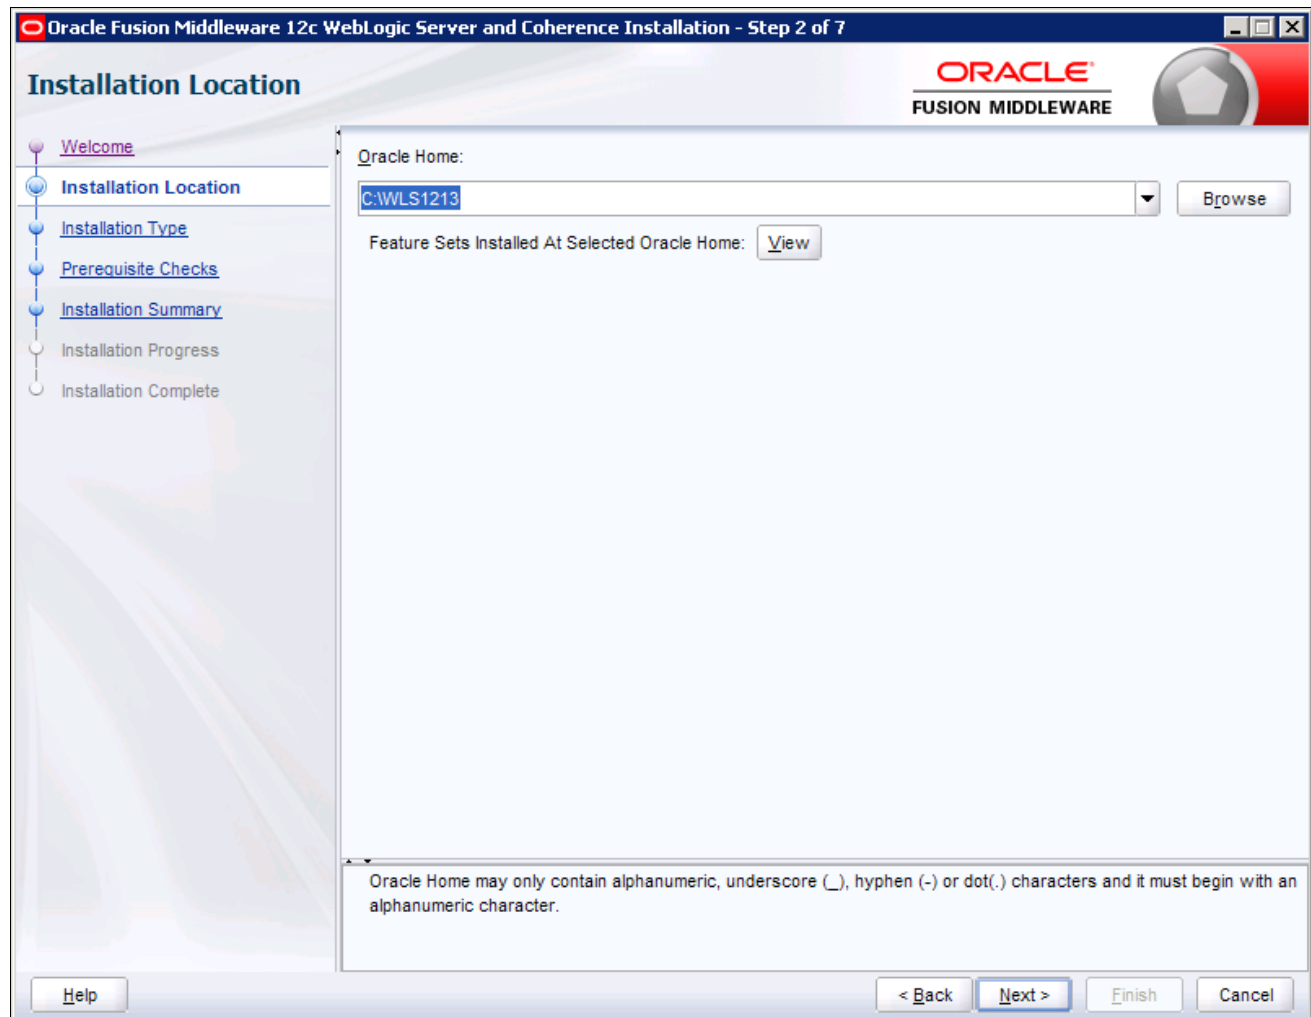 Oracle Fusion Middleware 12c WebLogic Server and Coherence Installation - Step 2 of 7
Installation Location
ORACLE®
FUSION MIDDLEWARE
Welcome
Installation Location
Installation Type
Prerequisite Checks
Installation Summary
Installation Progress
Installation Complete
Oracle Home:
C:\WLS1213
Browse
Feature Sets Installed At Selected Oracle Home: View
Oracle Home may only contain alphanumeric, underscore (_), hyphen (-) or dot(.) characters and it must begin with an
alphanumeric character.
Help
< Back Next > Finish Cancel